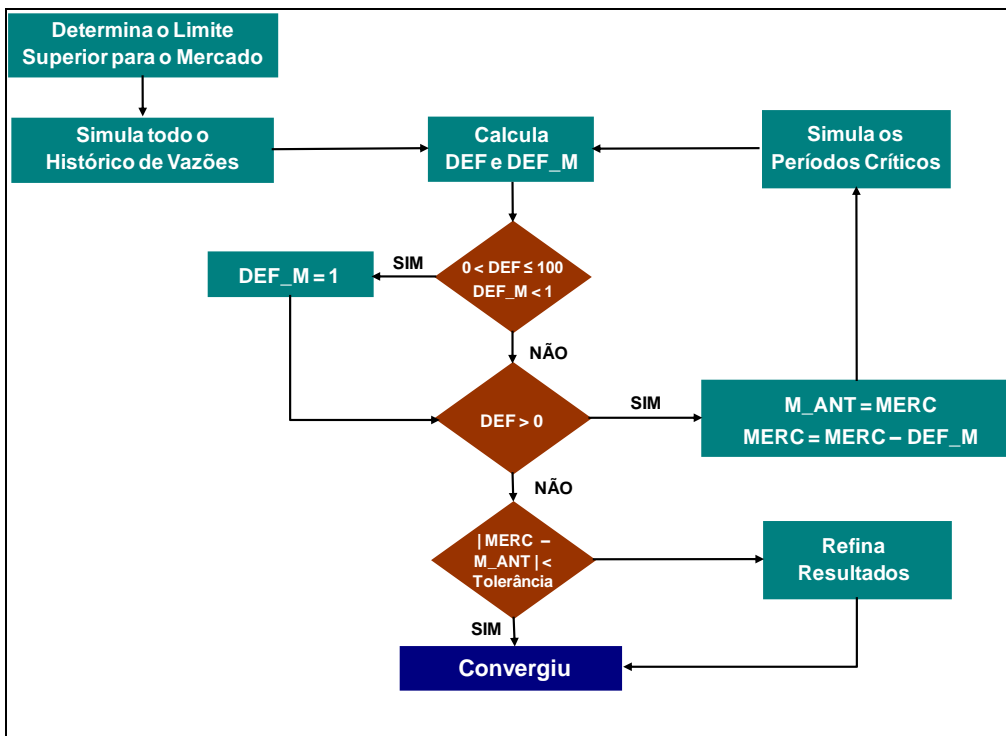 Determina o Limite
Superior para o Mercado
Simula todo o
Histórico de Vazões
Calcula
DEF e DEF_M
Simula os
Períodos Críticos
DEF_M = 1
SIM
0 < DEF ≤ 100
DEF_M < 1
NÃO
DEF > 0
SIM
M_ANT = MERC
MERC = MERC – DEF_M
NÃO
| MERC –
M_ANT | <
Tolerância
Refina
Resultados
SIM
Convergiu